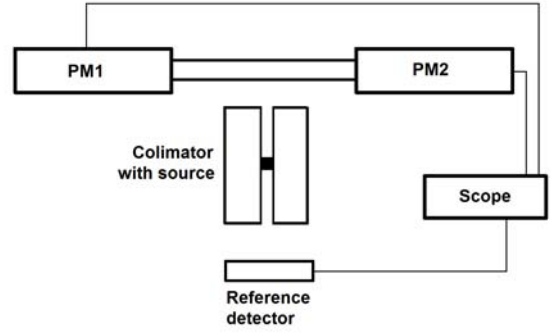 PM1
PM2
Colimator
with source
Scope
Reference
detector